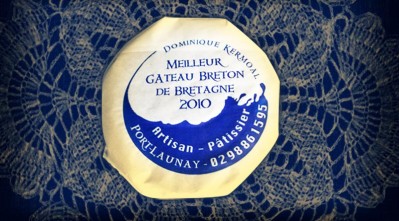 Dominique Kermoal
Meilleur
Gâteau Breton
de Bretagne
2010
Artisan - Pâtissier
Port-Launay - 0298861595